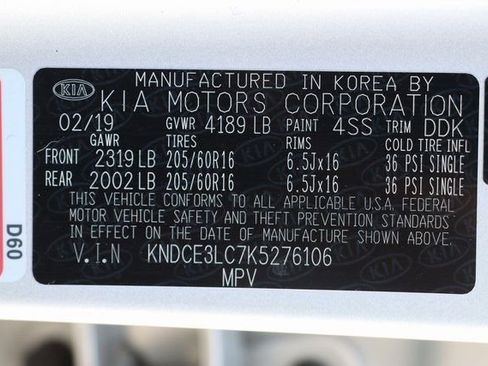 KIA MANUFACTURED IN KOREA BY
KIA MOTORS CORPORATION
02/19 GVWR 4189 LB PAINT 4SS TRIM DDK
GAWR TIRES RIMS COLD TIRE INFL
FRONT 2319 LB 205/60R16 6.5Jx16 36 PSI SINGLE
REAR 2002 LB 205/60R16 6.5Jx16 36 PSI SINGLE
THIS VEHICLE CONFORMS TO ALL APPLICABLE U.S.A. FEDERAL
MOTOR VEHICLE SAFETY AND THEFT PREVENTION STANDARDS
IN EFFECT ON THE DATE OF MANUFACTURE SHOWN ABOVE.
V.I.N KNDCE3LC7K5276106
MPV
D60